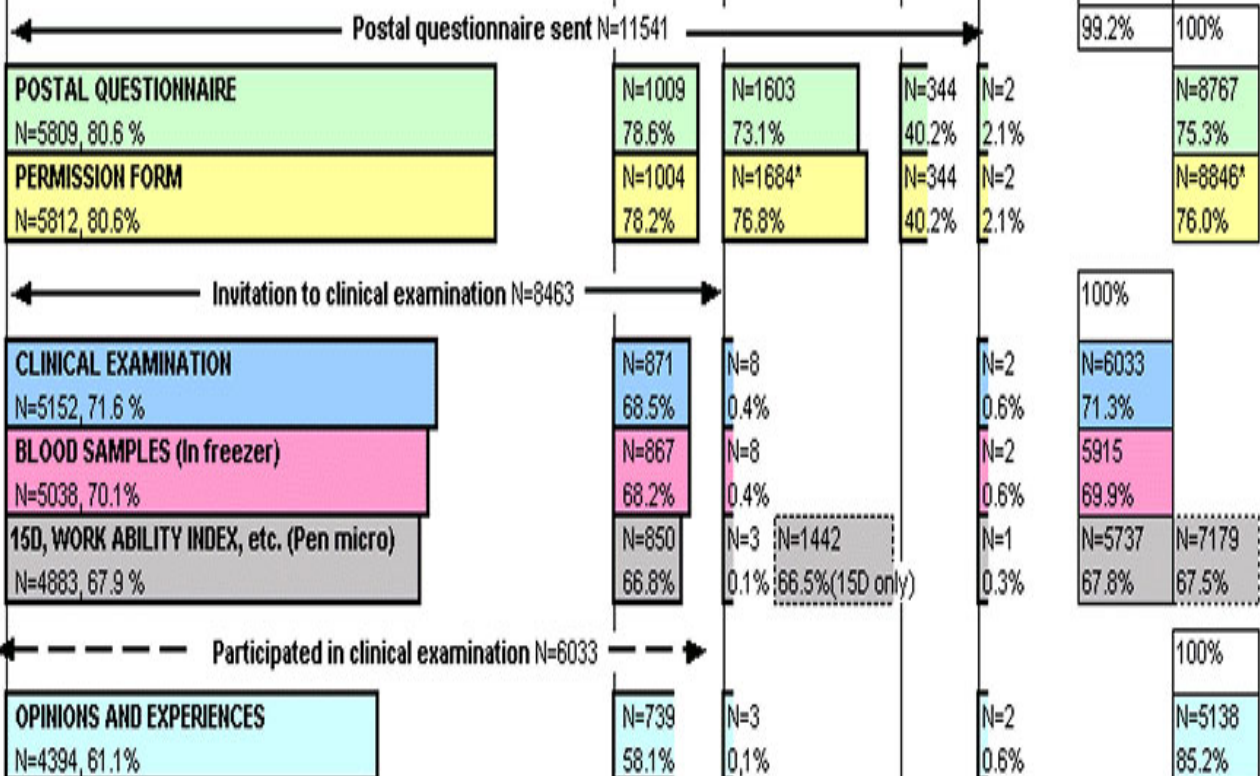 Postal questionnaire sent N=11541
99.2% 100%
POSTAL QUESTIONNAIRE N=1009 N=1603 N=344 N=2 N=8767
N=5809, 80.6 % 78.6% 73.1% 40.2% 2.1% 75.3%
PERMISSION FORM N=1004 N=1684* N=344 N=2 N=8846*
N=5812, 80.6% 78.2% 76.8% 40.2% 2.1% 76.0%
Invitation to clinical examination N=8463 100%
CLINICAL EXAMINATION N=871 N=8 N=2 N=6033
N=5152, 71.6 % 68.5% 0.4% 0.6% 71.3%
BLOOD SAMPLES (In freezer) N=867 N=8 N=2 5915
N=5038, 70.1% 68.2% 0.4% 0.6% 69.9%
15D, WORK ABILITY INDEX, etc. (Pen micro) N=850 N=3 N=1442 N=1 N=5737 N=7179
N=4883, 67.9 % 66.8% 0.1% 66.5%(15D only) 0.3% 67.8% 67.5%
Participated in clinical examination N=6033 100%
OPINIONS AND EXPERIENCES N=739 N=3 N=2 N=5138
N=4394, 61.1% 58.1% 0,1% 0.6% 85.2%